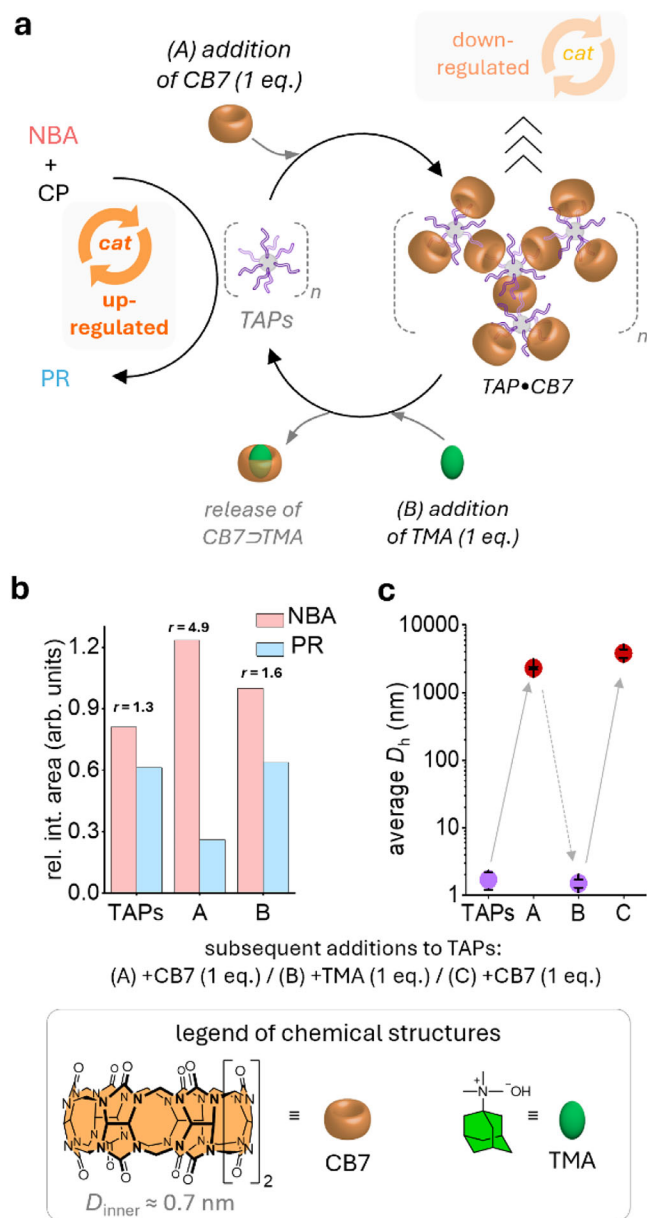 a
(A) addition
of CB7 (1 eq.)
down-
regulated
cat
NBA
+
CP
cat
up-
regulated
PR
TAPs
n
TAP•CB7
n
release of
CB7⊃TMA
(B) addition
of TMA (1 eq.)
b
rel. int. area (arb. units)
1.2
0.9
0.6
0.3
0.0
r = 1.3
r = 4.9
r = 1.6
NBA
PR
TAPs A B
c
average Dh (nm)
10000
1000
100
10
1
TAPs A B C
subsequent additions to TAPs:
(A) +CB7 (1 eq.) / (B) +TMA (1 eq.) / (C) +CB7 (1 eq.)
legend of chemical structures
O O O O
N N N N N N N N
O O O O
2
≡
CB7
Dinner ≈ 0.7 nm
N+ −OH
≡
TMA